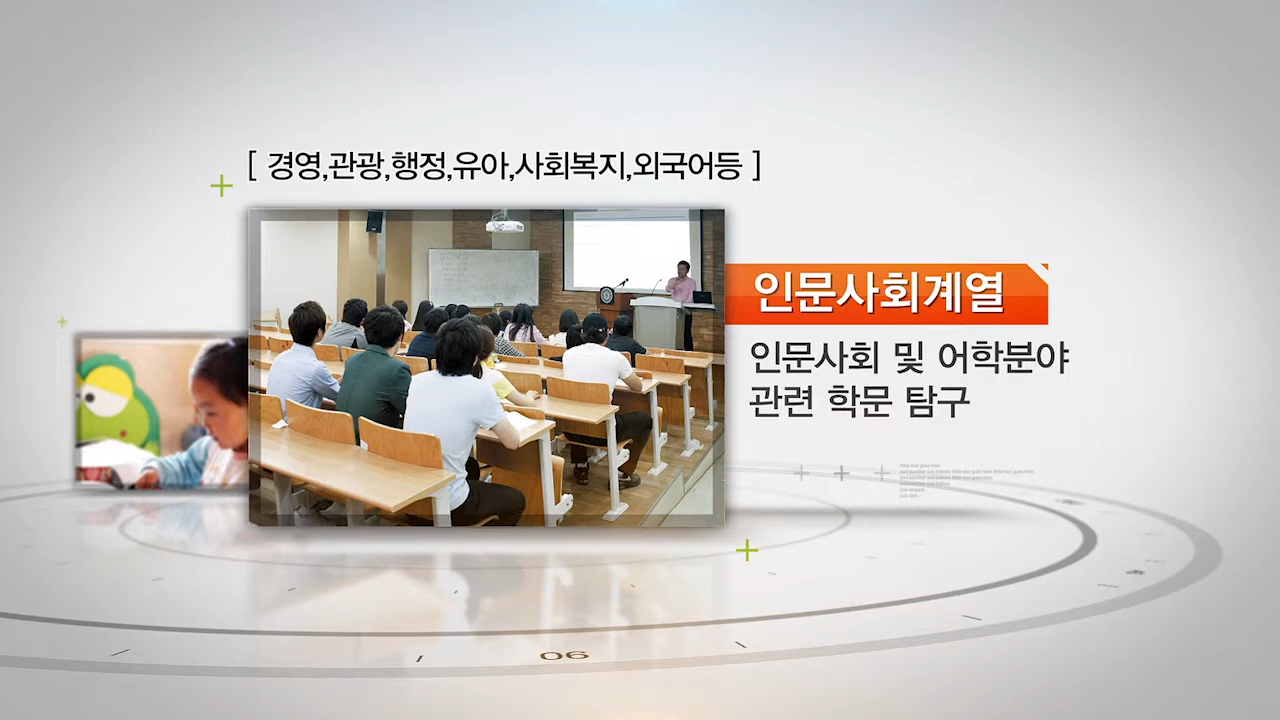 [ 경영,관광,행정,유아,사회복지,외국어등 ]
인문사회계열
인문사회 및 어학분야
관련 학문 탐구
06